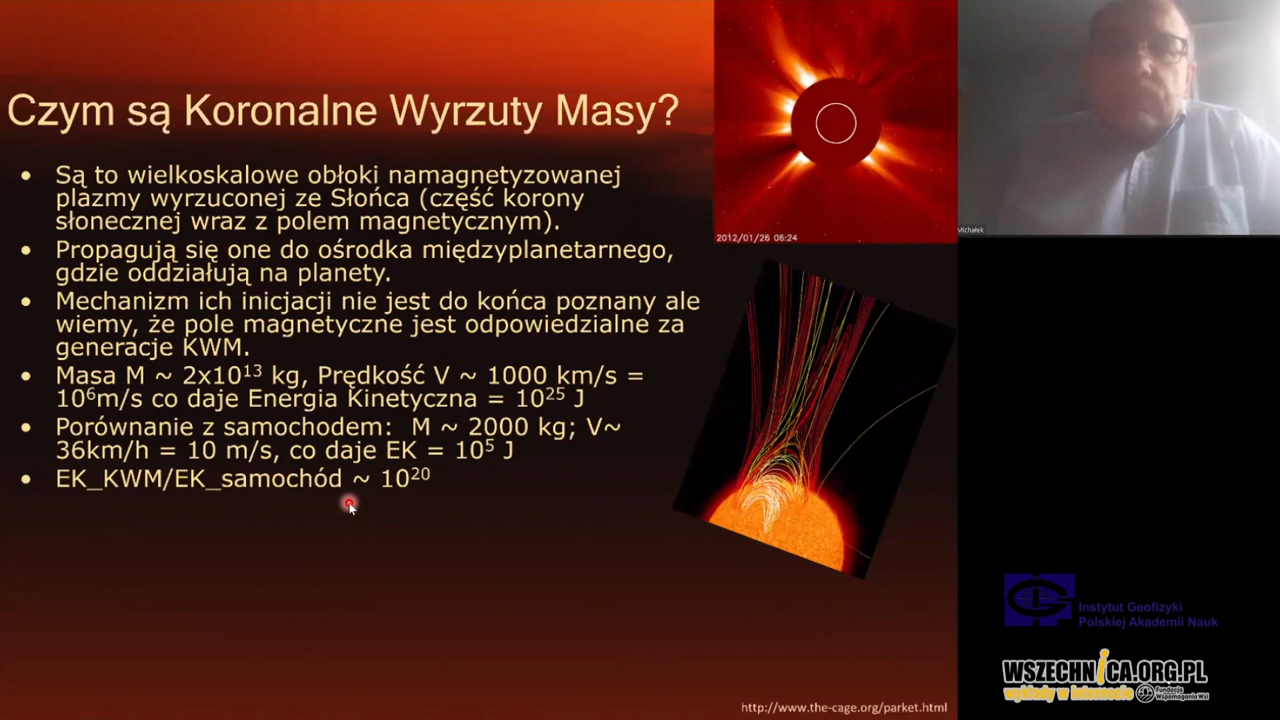 Czym są Koronalne Wyrzuty Masy?
• Są to wielkoskalowe obłoki namagnetyzowanej
plazmy wyrzuconej ze Słońca (część korony
słonecznej wraz z polem magnetycznym).
• Propagują się one do ośrodka międzyplanetarnego,
gdzie oddziałują na planety.
• Mechanizm ich inicjacji nie jest do końca poznany ale
wiemy, że pole magnetyczne jest odpowiedzialne za
generacje KWM.
• Masa M ~ 2x10¹³ kg, Prędkość V ~ 1000 km/s =
10⁶m/s co daje Energia Kinetyczna = 10²⁵ J
• Porównanie z samochodem: M ~ 2000 kg; V~
36km/h = 10 m/s, co daje EK = 10⁵ J
• EK_KWM/EK_samochód ~ 10²⁰
2012/01/26 06:24
Michałek
Instytut Geofizyki
Polskiej Akademii Nauk
WSZECHNICA.ORG.PL
wykłady w internecie
Fundacja
Wspomagania Wsi
http://www.the-cage.org/parket.html